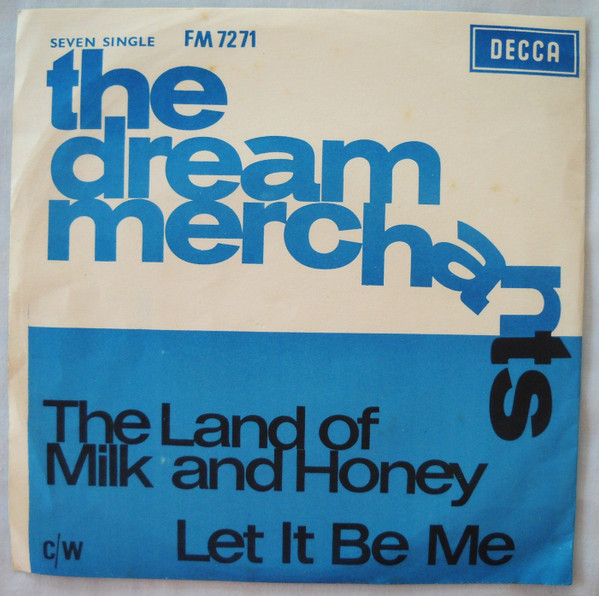 SEVEN SINGLE FM 7271
DECCA
the
dream
merchants
The Land of
Milk and Honey
c/w Let It Be Me